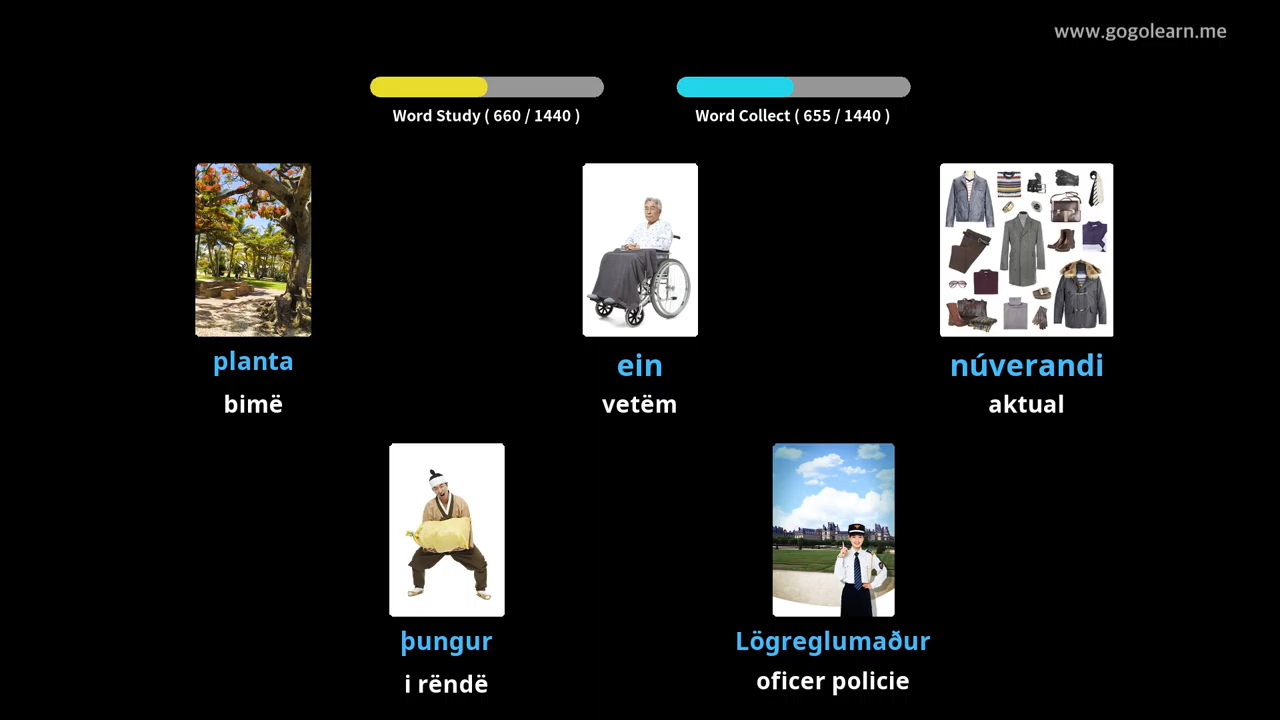 www.gogolearn.me
Word Study ( 660 / 1440 )
Word Collect ( 655 / 1440 )
planta
bimë
ein
vetëm
núverandi
aktual
þungur
i rëndë
Lögreglumaður
oficer policie